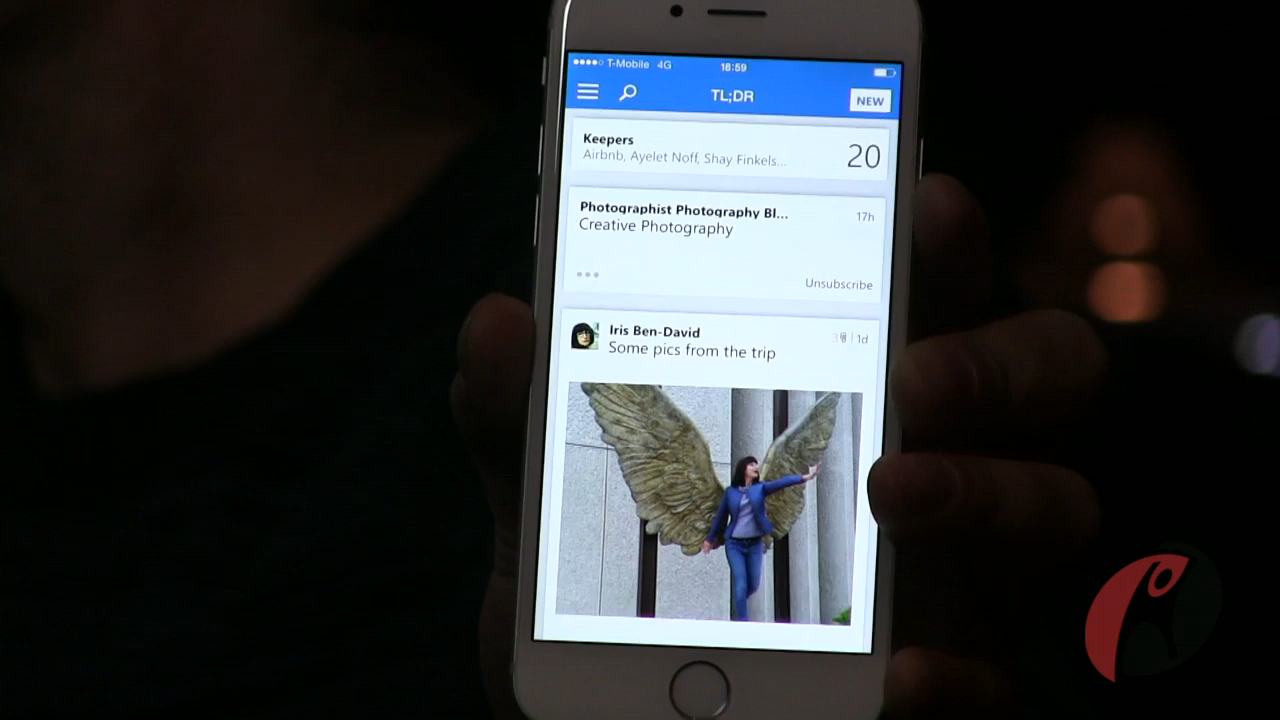 T-Mobile 4G 18:59
TL;DR
NEW
Keepers
Airbnb, Ayelet Noff, Shay Finkels...
20
Photographist Photography Bl...
17h
Creative Photography
Unsubscribe
Iris Ben-David
3 | 1d
Some pics from the trip